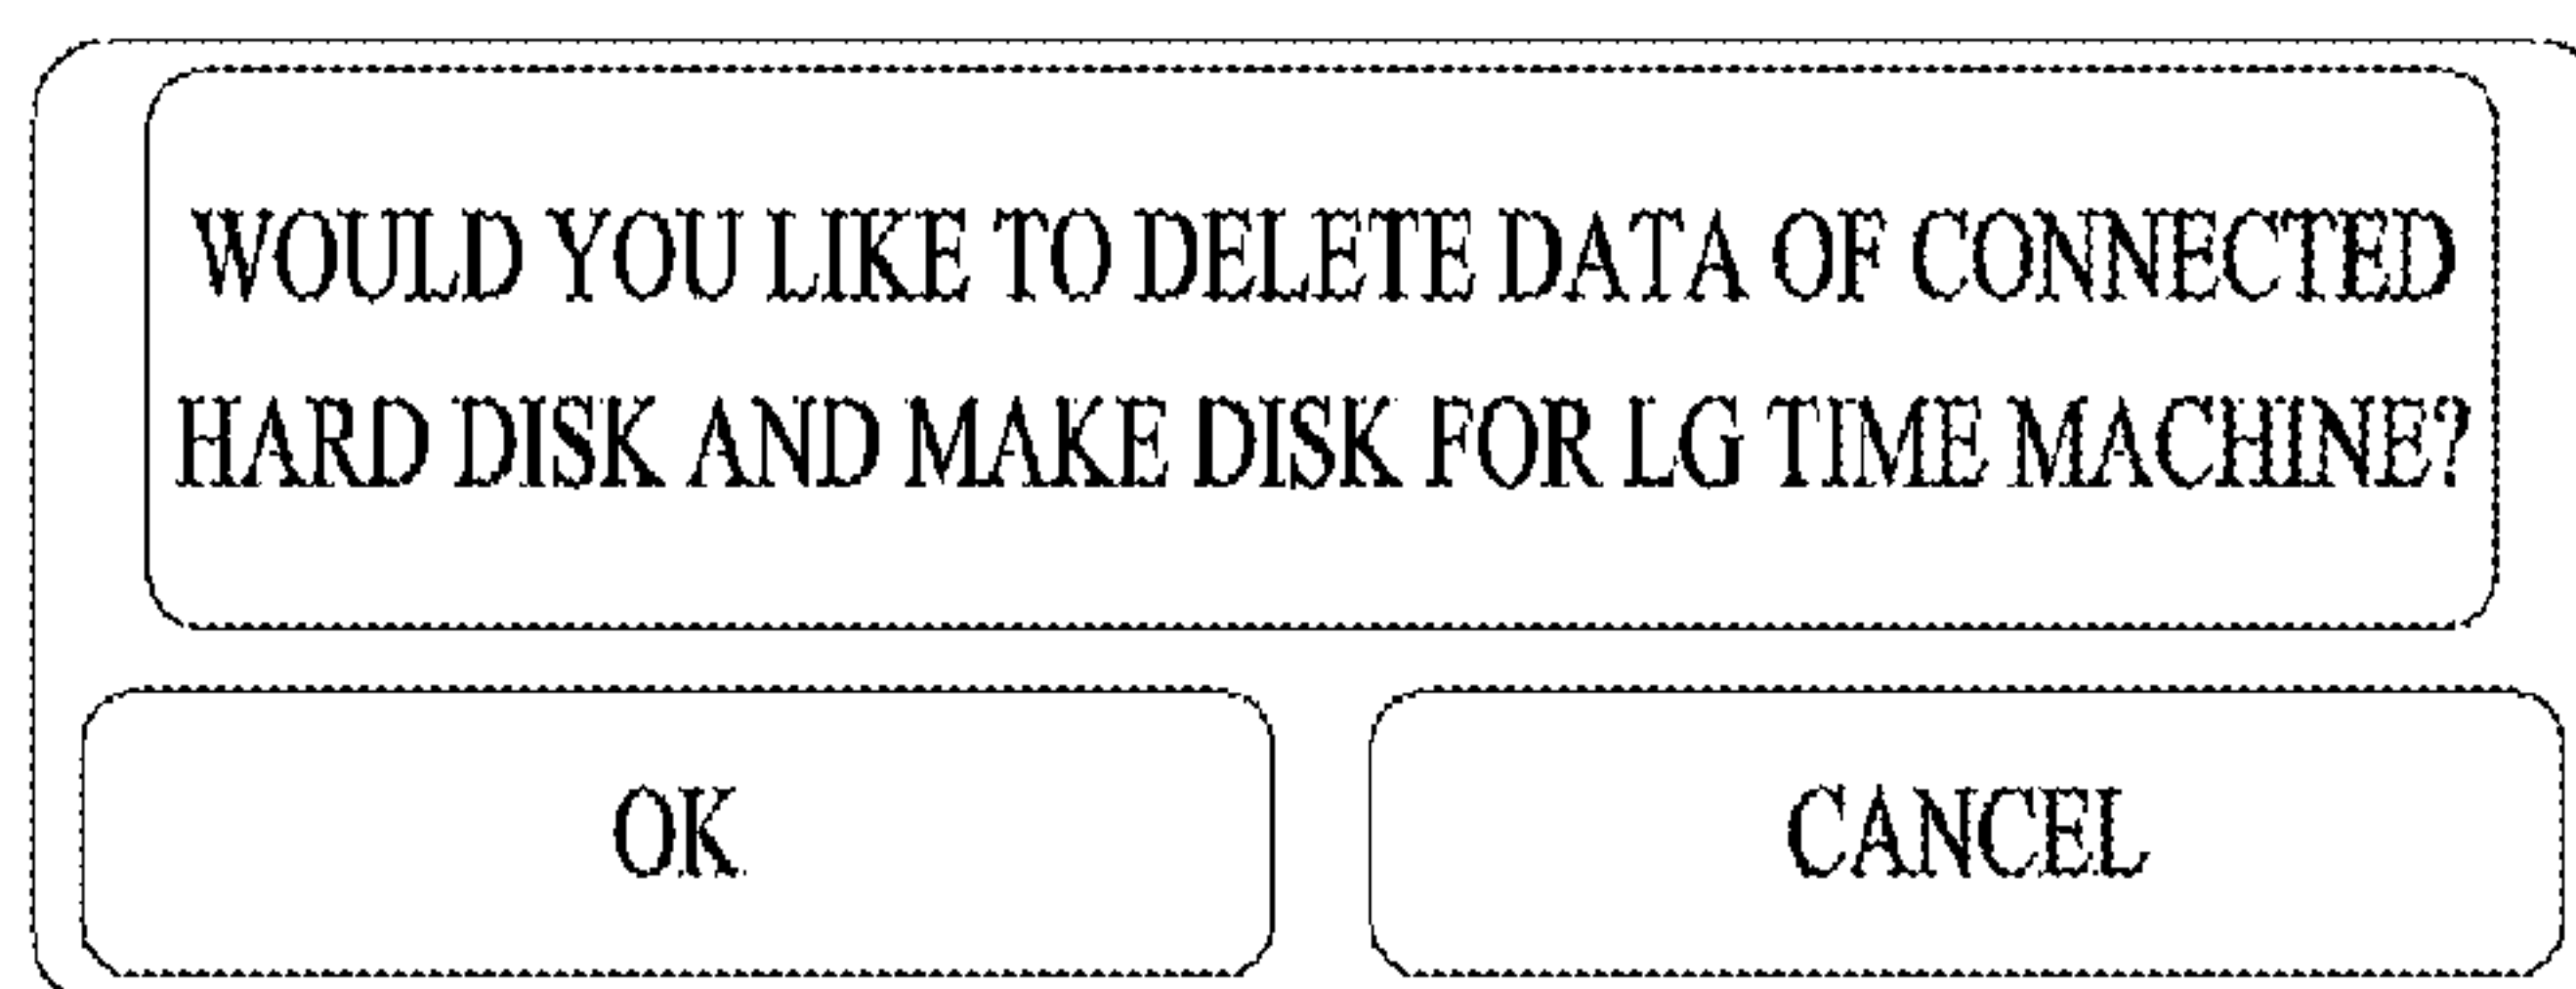 WOULD YOU LIKE TO DELETE DATA OF CONNECTED
HARD DISK AND MAKE DISK FOR LG TIME MACHINE?
OK
CANCEL